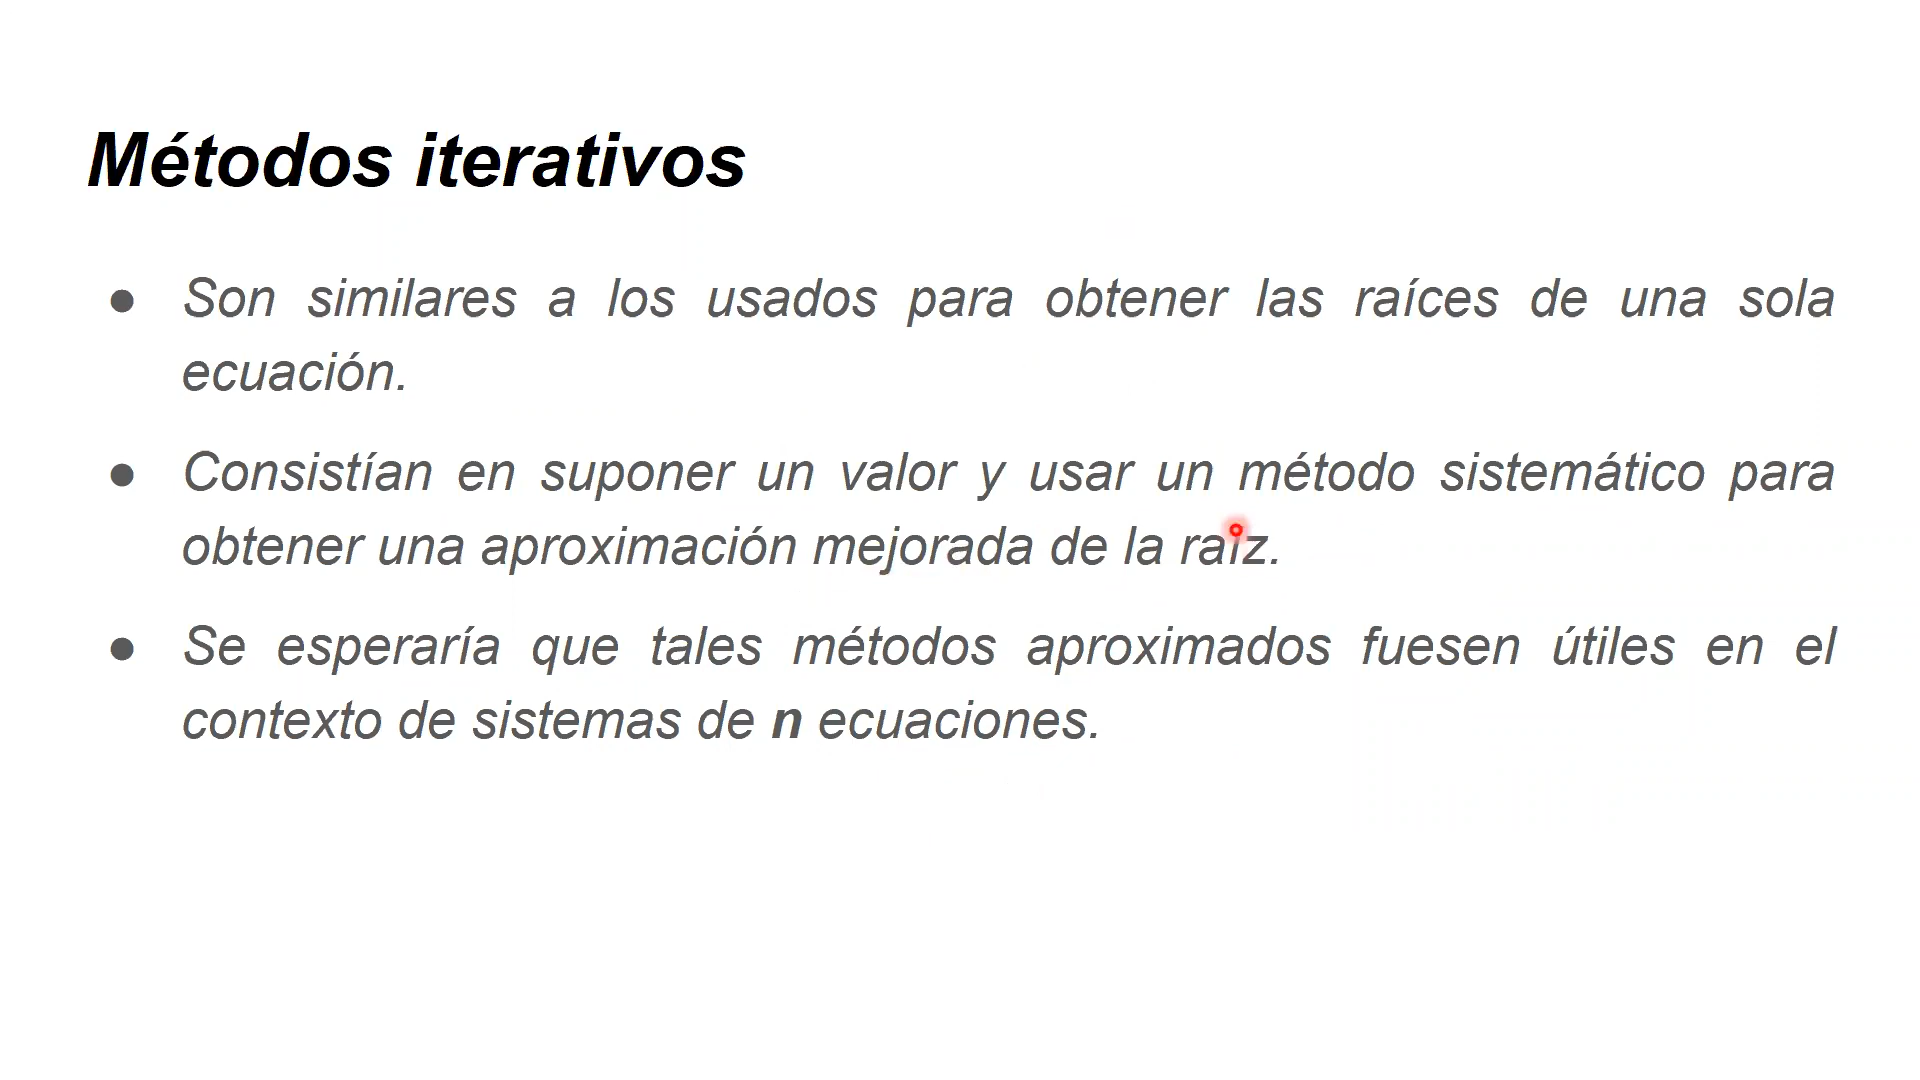 Métodos iterativos
● Son similares a los usados para obtener las raíces de una sola
ecuación.
● Consistían en suponer un valor y usar un método sistemático para
obtener una aproximación mejorada de la raíz.
● Se esperaría que tales métodos aproximados fuesen útiles en el
contexto de sistemas de n ecuaciones.